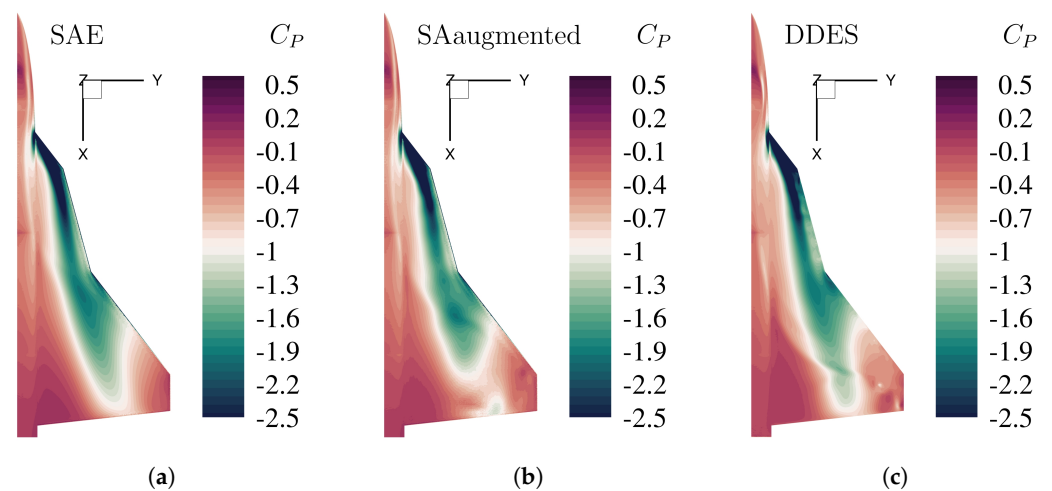 SAE
C_P
Z
Y
X
0.5
0.2
-0.1
-0.4
-0.7
-1
-1.3
-1.6
-1.9
-2.2
-2.5
(a)
SAaugmented
C_P
Z
Y
X
0.5
0.2
-0.1
-0.4
-0.7
-1
-1.3
-1.6
-1.9
-2.2
-2.5
(b)
DDES
C_P
Z
Y
X
0.5
0.2
-0.1
-0.4
-0.7
-1
-1.3
-1.6
-1.9
-2.2
-2.5
(c)